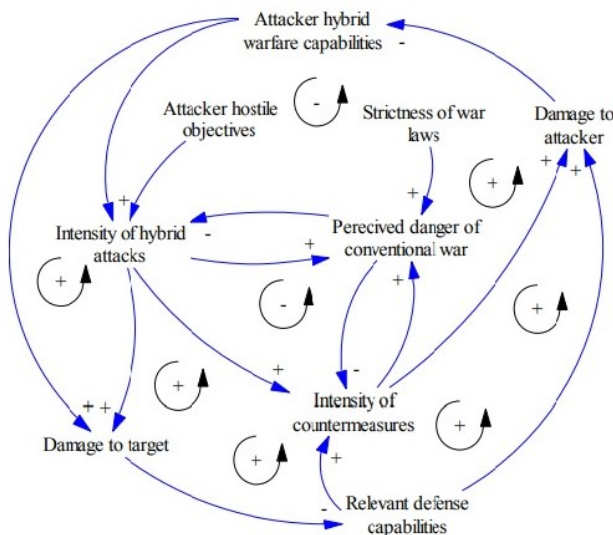 Attacker hybrid
warfare capabilities
-
Attacker hostile
objectives
-
Strictness of war
laws
Damage to
attacker
+
+
+
+
+
Intensity of hybrid
attacks
-
+
Percived danger of
conventional war
+
+
-
+
+
+
-
Intensity of
countermeasures
+
+
+
Damage to target
+
+
+
-
Relevant defense
capabilities